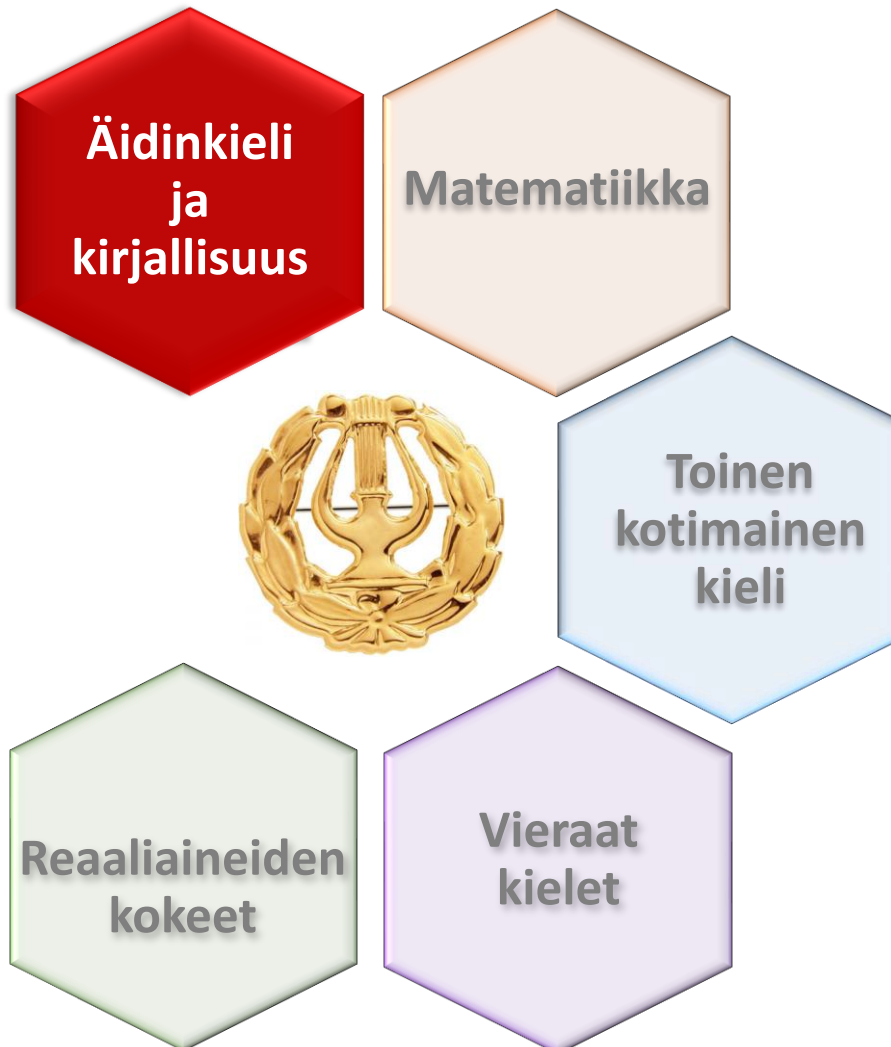 Äidinkieli
ja
kirjallisuus
Matematiikka
Toinen
kotimainen
kieli
Reaaliaineiden
kokeet
Vieraat
kielet